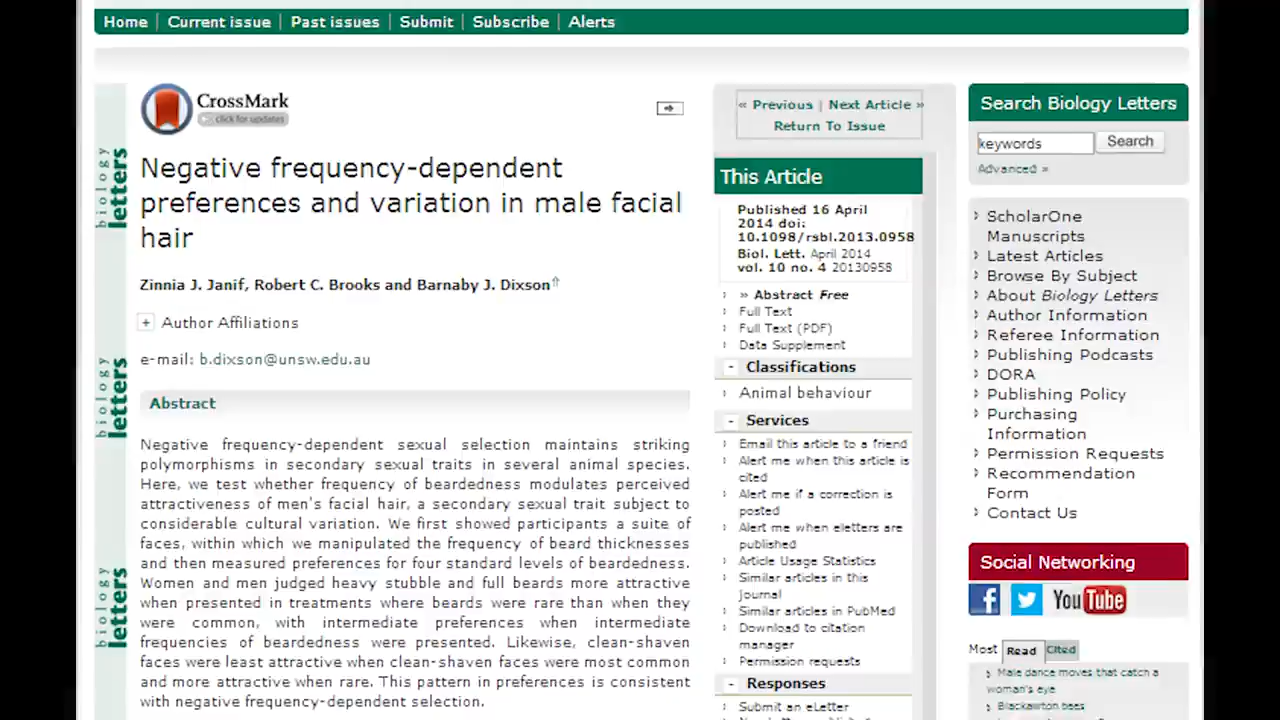 Home | Current issue | Past issues | Submit | Subscribe | Alerts
biology letters
biology letters
biology letters
CrossMark
click for updates
Negative frequency-dependent
preferences and variation in male facial
hair
Zinnia J. Janif, Robert C. Brooks and Barnaby J. Dixson⇑
+ Author Affiliations
e-mail: b.dixson@unsw.edu.au
Abstract
Negative frequency-dependent sexual selection maintains striking
polymorphisms in secondary sexual traits in several animal species.
Here, we test whether frequency of beardedness modulates perceived
attractiveness of men's facial hair, a secondary sexual trait subject to
considerable cultural variation. We first showed participants a suite of
faces, within which we manipulated the frequency of beard thicknesses
and then measured preferences for four standard levels of beardedness.
Women and men judged heavy stubble and full beards more attractive
when presented in treatments where beards were rare than when they
were common, with intermediate preferences when intermediate
frequencies of beardedness were presented. Likewise, clean-shaven
faces were least attractive when clean-shaven faces were most common
and more attractive when rare. This pattern in preferences is consistent
with negative frequency-dependent selection.
« Previous | Next Article »
Return To Issue
This Article
Published 16 April
2014 doi:
10.1098/rsbl.2013.0958
Biol. Lett. April 2014
vol. 10 no. 4 20130958
» Abstract Free
Full Text
Full Text (PDF)
Data Supplement
- Classifications
Animal behaviour
- Services
Email this article to a friend
Alert me when this article is
cited
Alert me if a correction is
posted
Alert me when eletters are
published
Article Usage Statistics
Similar articles in this
journal
Similar articles in PubMed
Download to citation
manager
Permission requests
- Responses
Submit an eLetter
Search Biology Letters
keywords Search
Advanced »
ScholarOne
Manuscripts
Latest Articles
Browse By Subject
About Biology Letters
Author Information
Referee Information
Publishing Podcasts
DORA
Publishing Policy
Purchasing
Information
Permission Requests
Recommendation
Form
Contact Us
Social Networking
f YouTube
Most Read Cited
Male dance moves that catch a
woman's eye
Blackawton bees